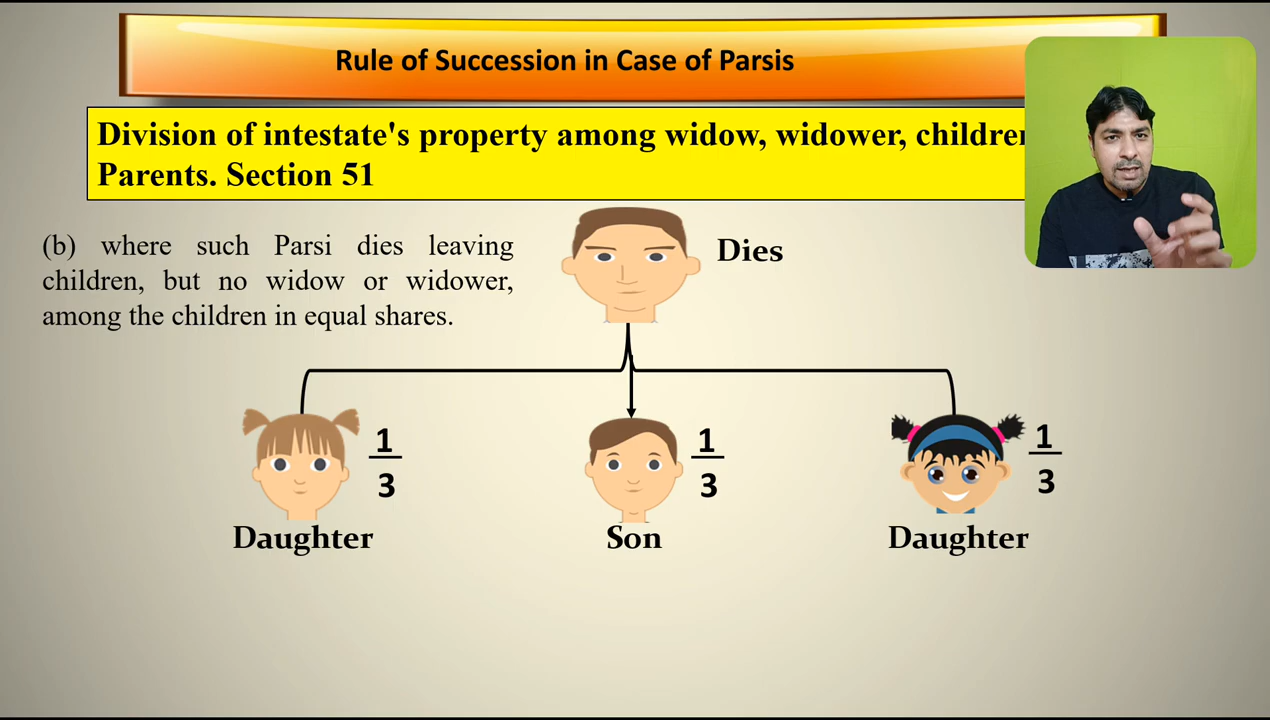 Rule of Succession in Case of Parsis
Division of intestate's property among widow, widower,
Parents. Section 51
(b) where such Parsi dies leaving
children, but no widow or widower,
among the children in equal shares.
Dies
1
3
1
3
1
3
Daughter
Son
Daughter